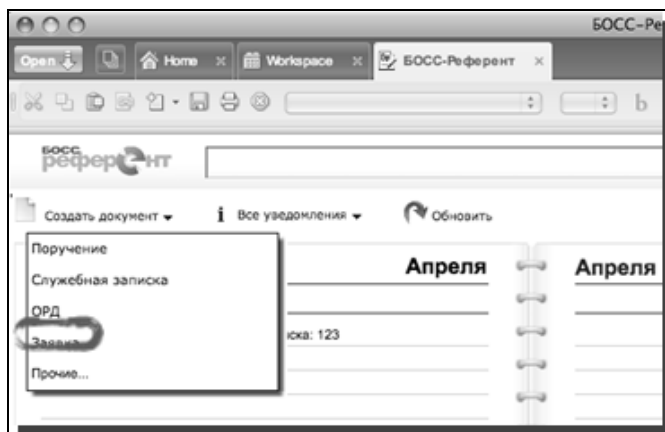 БОСС-Ре
Open Home × Workspace × БОСС-Референт ×
b
БОСС
референт
Создать документ i Все уведомления Обновить
Поручение
Служебная записка
ОРД
Заявка
Прочие...
Апреля Апреля
иска: 123